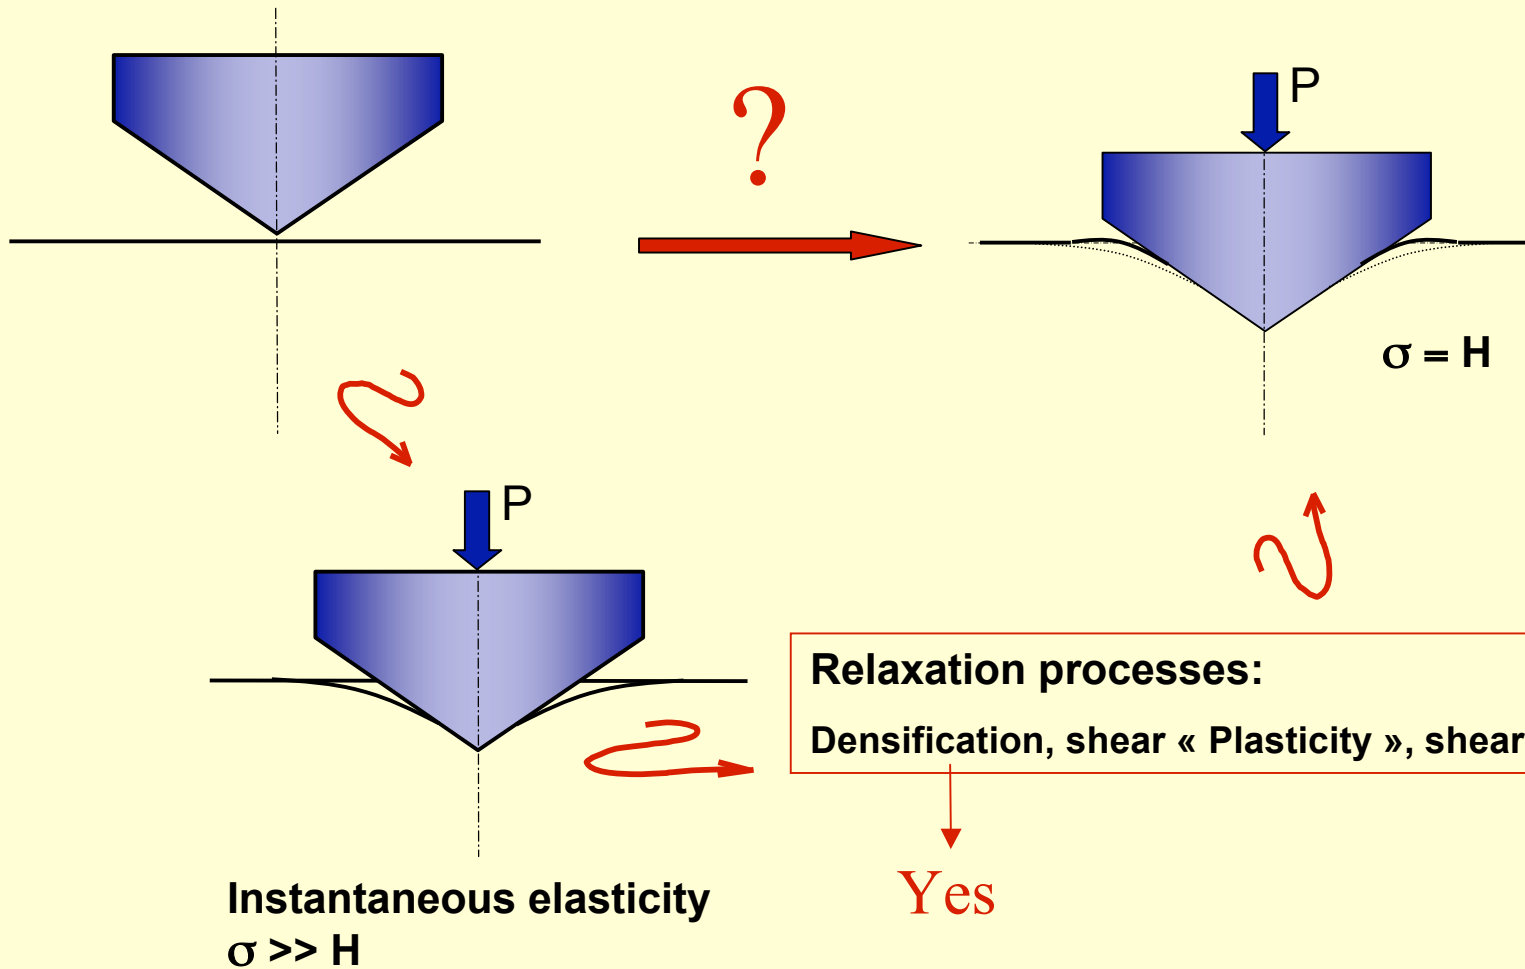 ?
P
σ = H
P
Relaxation processes:
Densification, shear « Plasticity », shear
Yes
Instantaneous elasticity
σ >> H